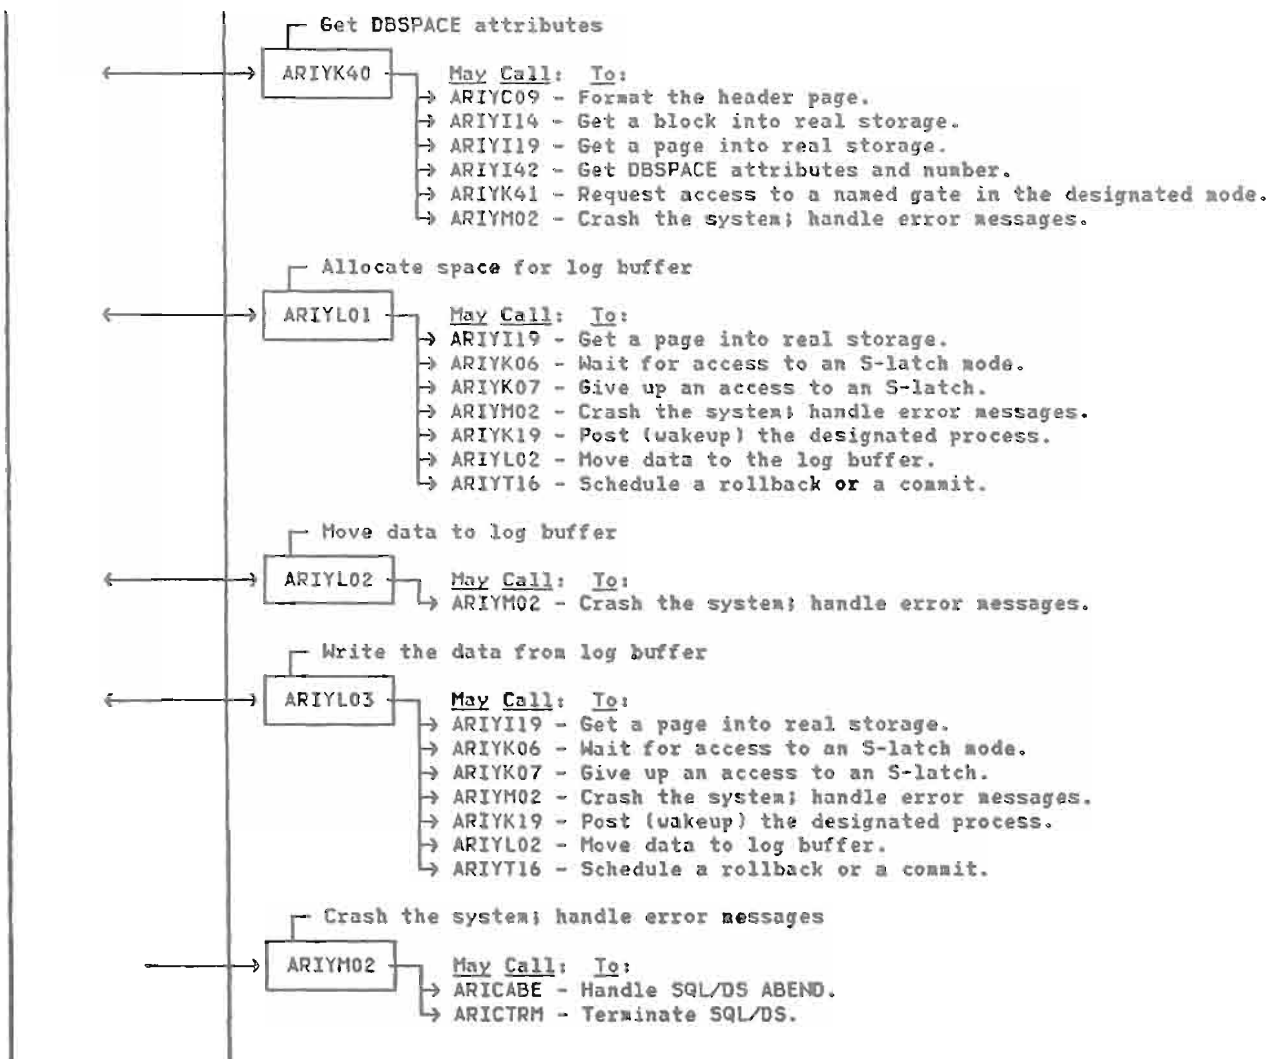 Get DBSPACE attributes
ARIYK40 May Call: To:
ARIYC09 - Format the header page.
ARIYI14 - Get a block into real storage.
ARIYI19 - Get a page into real storage.
ARIYI42 - Get DBSPACE attributes and number.
ARIYK41 - Request access to a named gate in the designated mode.
ARIYM02 - Crash the system; handle error messages.
Allocate space for log buffer
ARIYL01 May Call: To:
ARIYI19 - Get a page into real storage.
ARIYK06 - Wait for access to an S-latch mode.
ARIYK07 - Give up an access to an S-latch.
ARIYM02 - Crash the system; handle error messages.
ARIYK19 - Post (wakeup) the designated process.
ARIYL02 - Move data to the log buffer.
ARIYT16 - Schedule a rollback or a commit.
Move data to log buffer
ARIYL02 May Call: To:
ARIYM02 - Crash the system; handle error messages.
Write the data from log buffer
ARIYL03 May Call: To:
ARIYI19 - Get a page into real storage.
ARIYK06 - Wait for access to an S-latch mode.
ARIYK07 - Give up an access to an S-latch.
ARIYM02 - Crash the system; handle error messages.
ARIYK19 - Post (wakeup) the designated process.
ARIYL02 - Move data to log buffer.
ARIYT16 - Schedule a rollback or a commit.
Crash the system; handle error messages
ARIYM02 May Call: To:
ARICABE - Handle SQL/DS ABEND.
ARICTRM - Terminate SQL/DS.